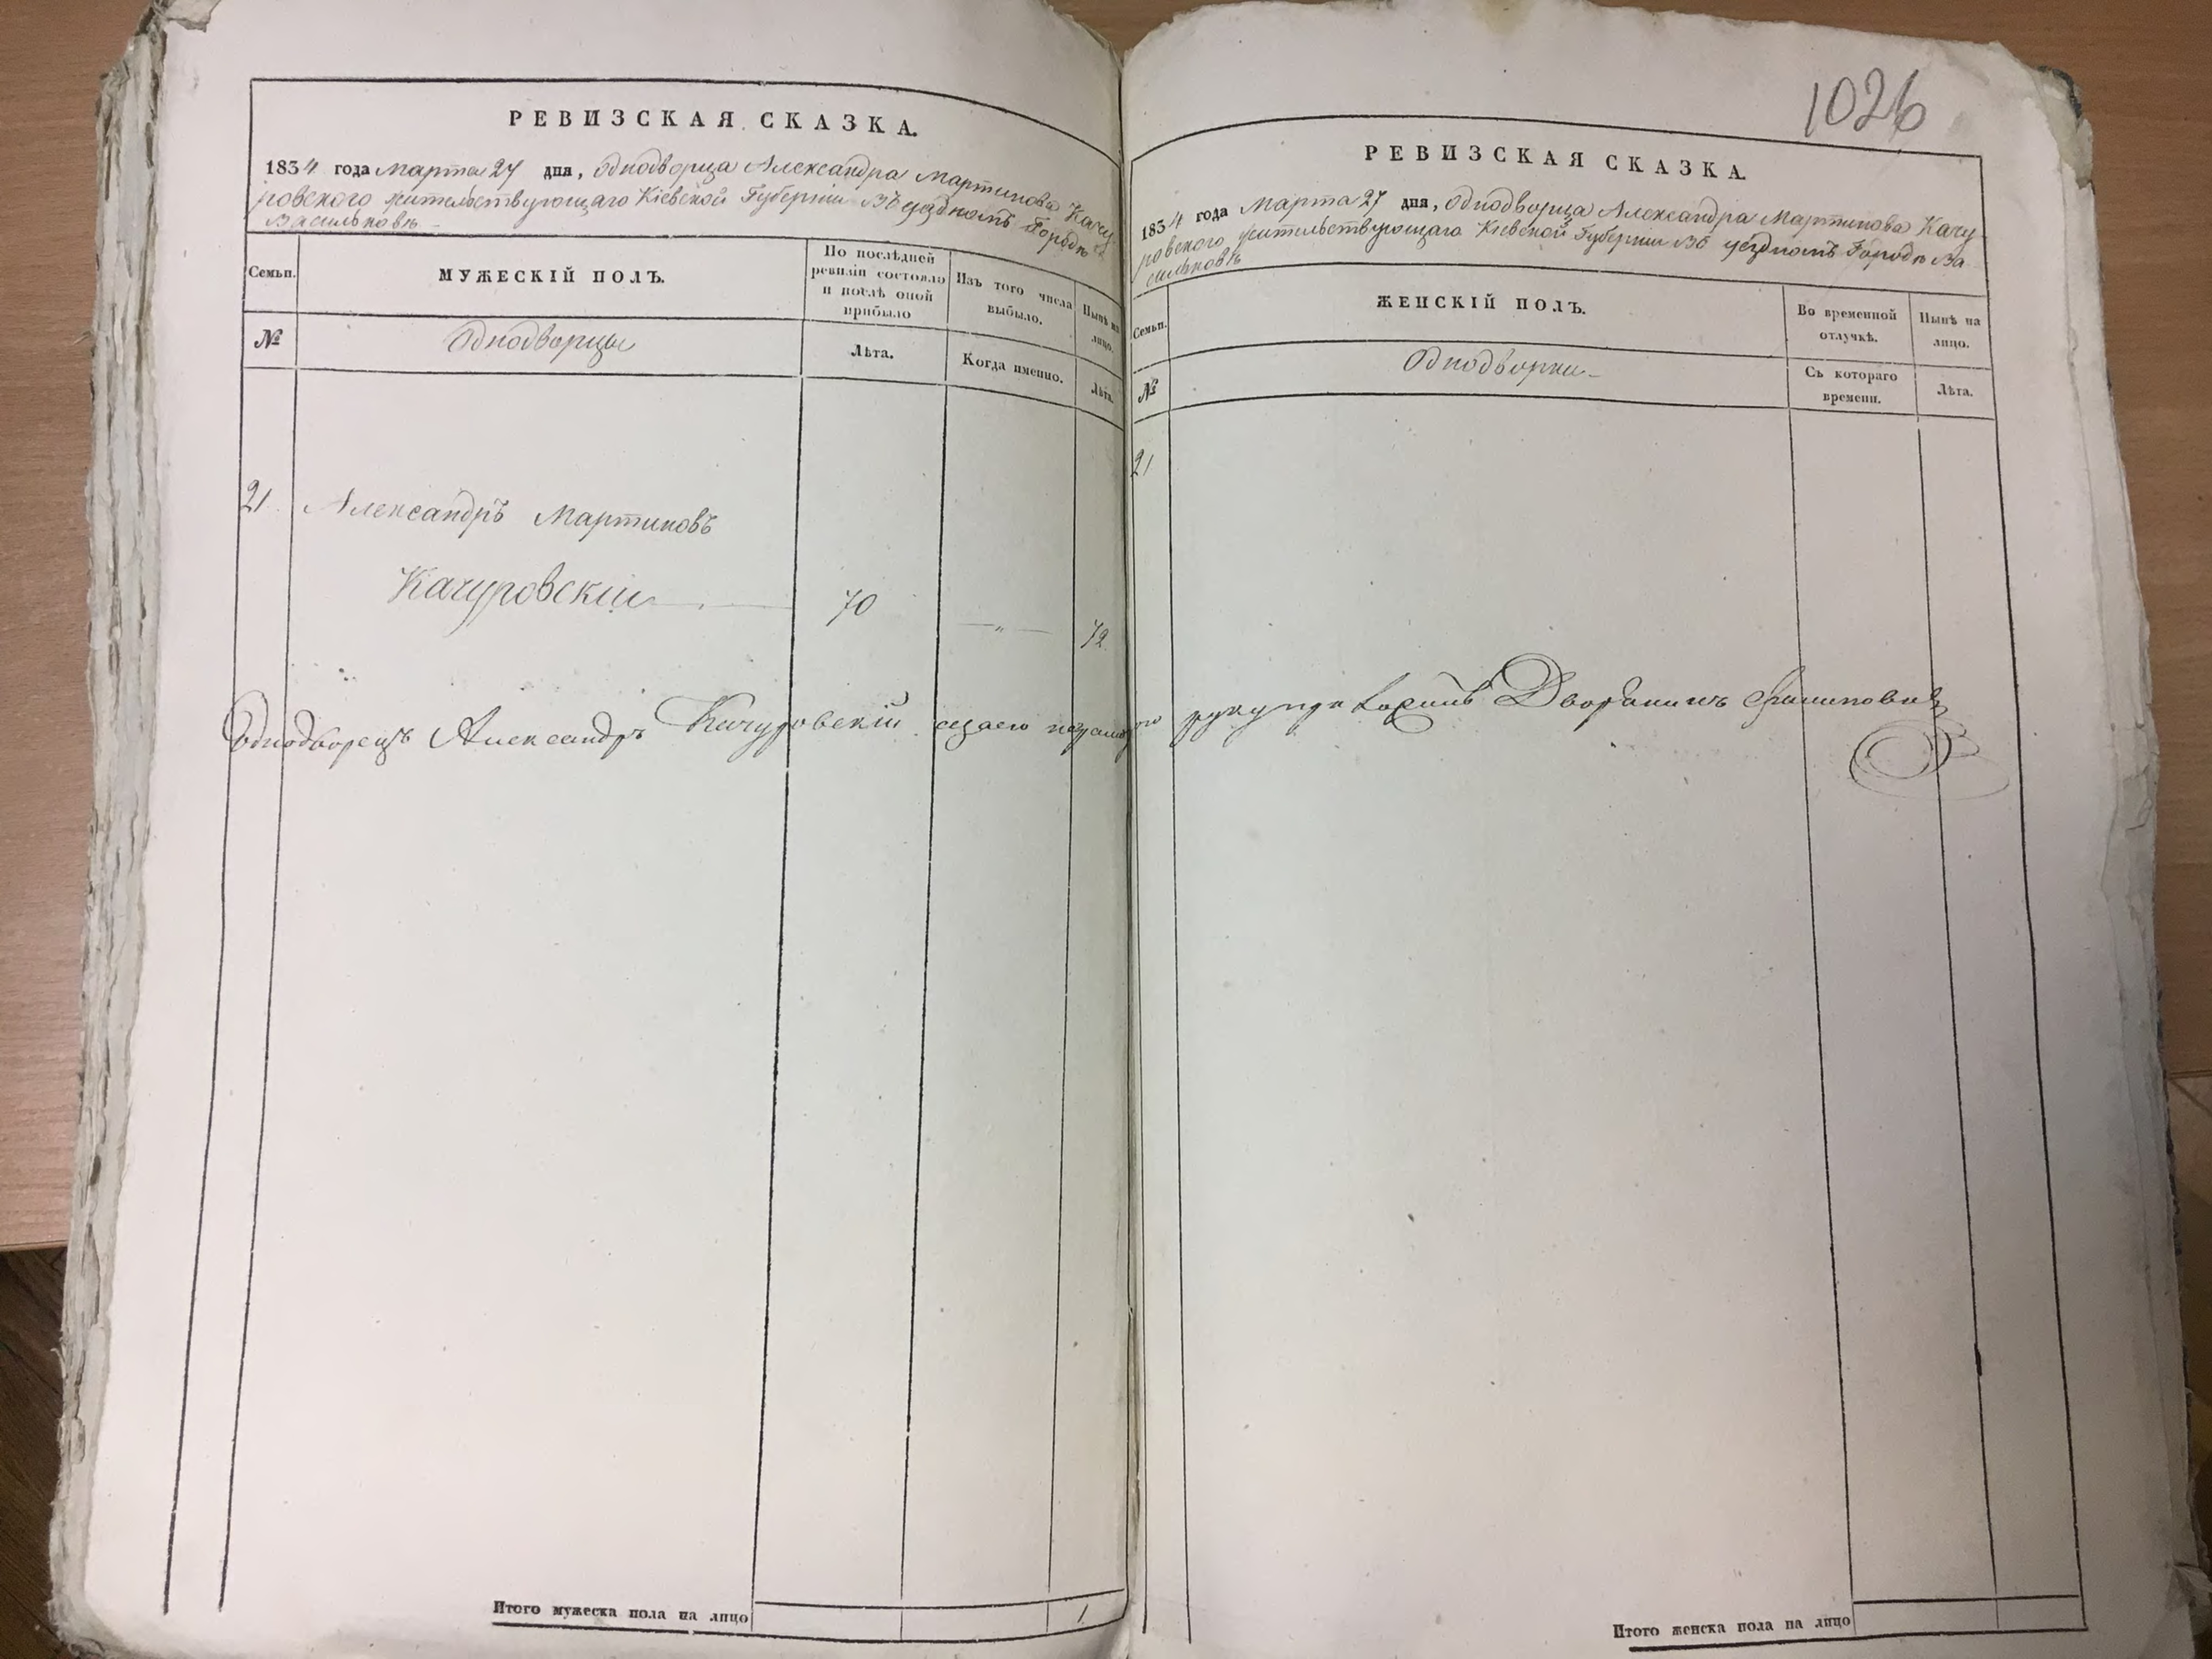 РЕВИЗСКАЯ СКАЗКА.
1834 года Марта 27 дня, Однодворца Александра Мартинова Качу
ровского жительствующаго Кіевской Губерніи Въ уездномъ Городѣ
Васильковѣ
Семьи.
МУЖЕСКІЙ ПОЛЪ.
По послѣдней
ревизіи состояло
и послѣ оной
прибыло
Изъ того числа
выбыло.
Нынѣ на
лицо.
№
Однодворцы
Лѣта.
Когда именно.
Лѣта.
21 Александръ Мартиновъ
Качуровскій 70 — „ — 72
Итого мужеска пола на лицо 1
1026
РЕВИЗСКАЯ СКАЗКА.
1834 года Марта 27 дня, Однодворца Александра Мартинова Качу-
ровского жительствующаго Кіевской Губерніи Въ уездномъ Городѣ Ва
сильковѣ
Семьи.
ЖЕНСКІЙ ПОЛЪ.
Во временной
отлучкѣ.
Нынѣ на
лицо.
№
Однодворки
Съ котораго
времени.
Лѣта.
21
Однодворецъ Александръ Качуровскій руку Дворанинъ
Итого женска пола на лицо